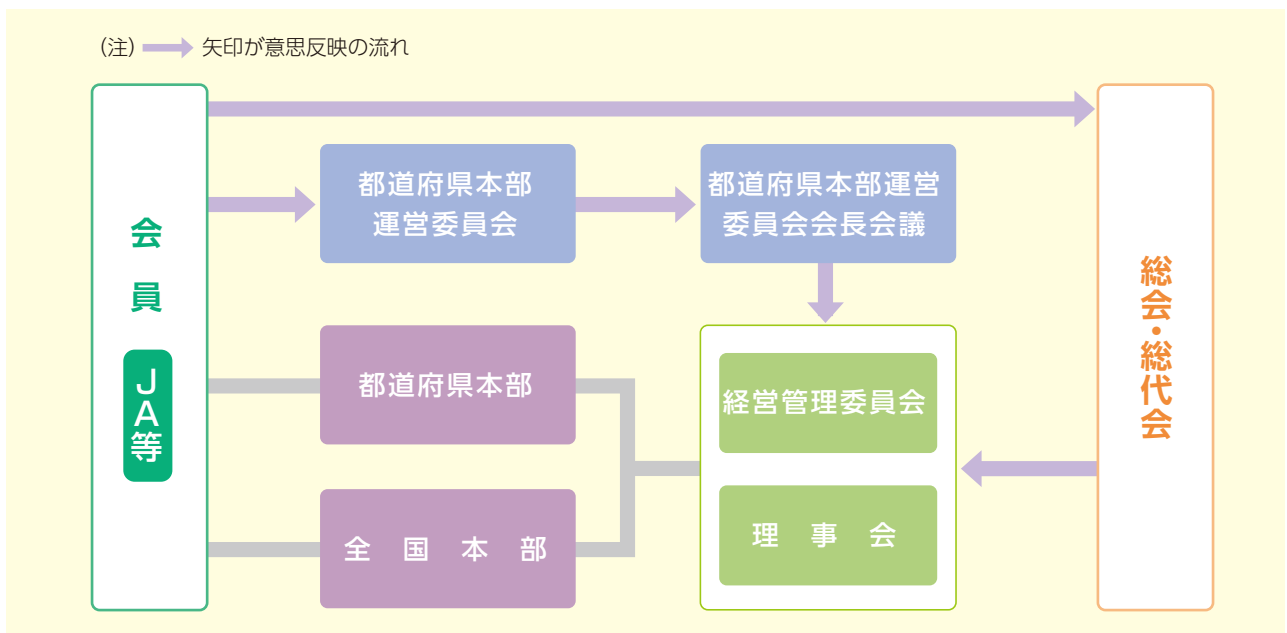 (注) 矢印が意思反映の流れ
会員
JA等
都道府県本部
運営委員会
都道府県本部運営
委員会会長会議
都道府県本部
全国本部
経営管理委員会
理事会
総会・総代会